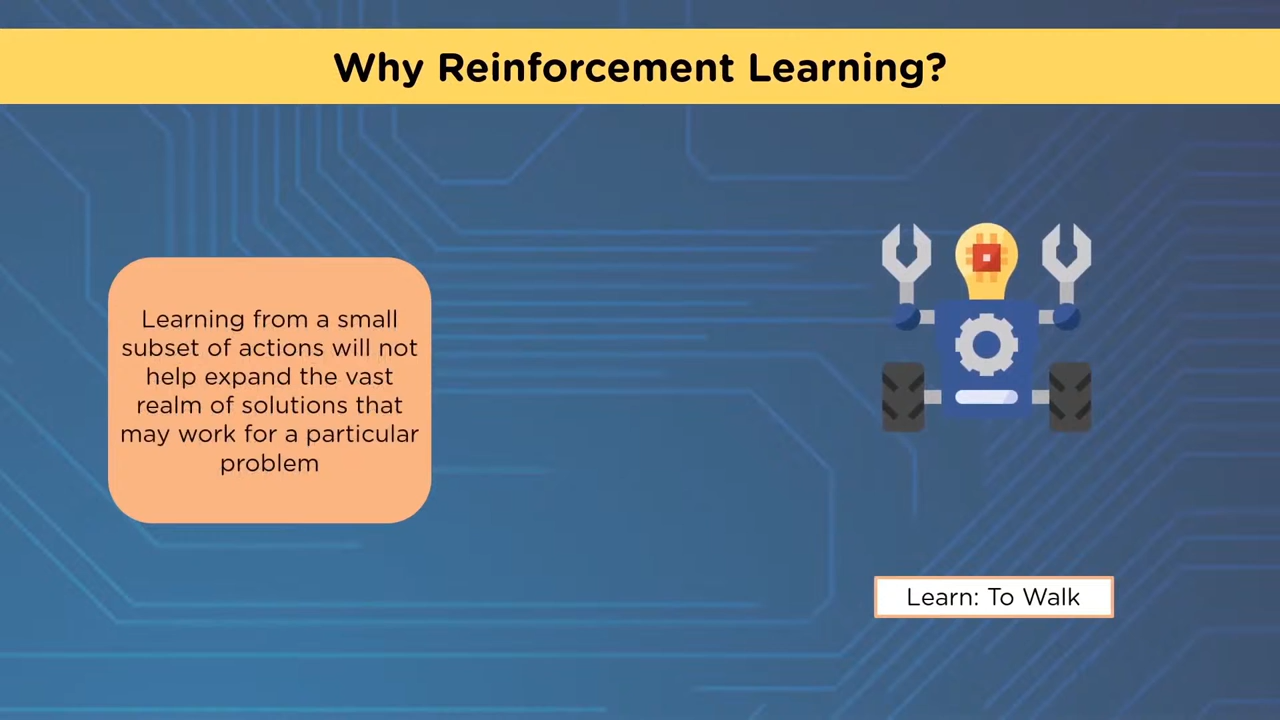 Why Reinforcement Learning?
Learning from a small
subset of actions will not
help expand the vast
realm of solutions that
may work for a particular
problem
Learn: To Walk